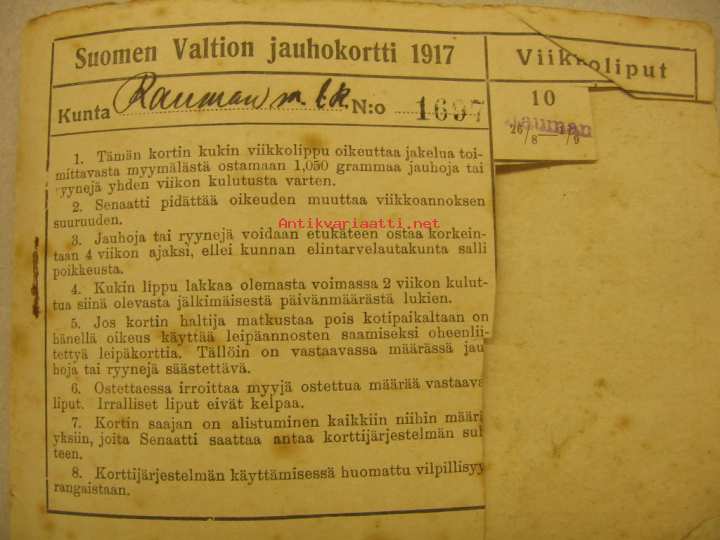 Suomen Valtion jauhokortti 1917
Kunta Rauman m. lk. N:o 1697
1. Tämän kortin kukin viikkolippu oikeuttaa jakelua toi-
mittavasta myymälästä ostamaan 1,050 grammaa jauhoja tai
ryynejä yhden viikon kulutusta varten.
2. Senaatti pidättää oikeuden muuttaa viikkoannoksen
suuruuden.
3. Jauhoja tai ryynejä voidaan etukäteen ostaa korkein-
taan 4 viikon ajaksi, ellei kunnan elintarvelautakunta salli
poikkeusta.
4. Kukin lippu lakkaa olemasta voimassa 2 viikon kulut-
tua siinä olevasta jälkimäisestä päivänmäärästä lukien.
5. Jos kortin haltija matkustaa pois kotipaikaltaan on
hänellä oikeus käyttää leipäannosten saamiseksi oheenlii-
tettyä leipäkorttia. Tällöin on vastaavassa määrässä jau
hoja tai ryynejä säästettävä.
6. Ostettaessa irroittaa myyjä ostettua määrää vastaava
liput. Irralliset liput eivät kelpaa.
7. Kortin saajan on alistuminen kaikkiin niihin määrä
yksiin, joita Senaatti saattaa antaa korttijärjestelmän suh
teen.
8. Korttijärjestelmän käyttämisessä huomattu vilpillisyy
rangaistaan.
Viikkoliput
10
Rauman
26/8—1/9
Antikvariaatti.net